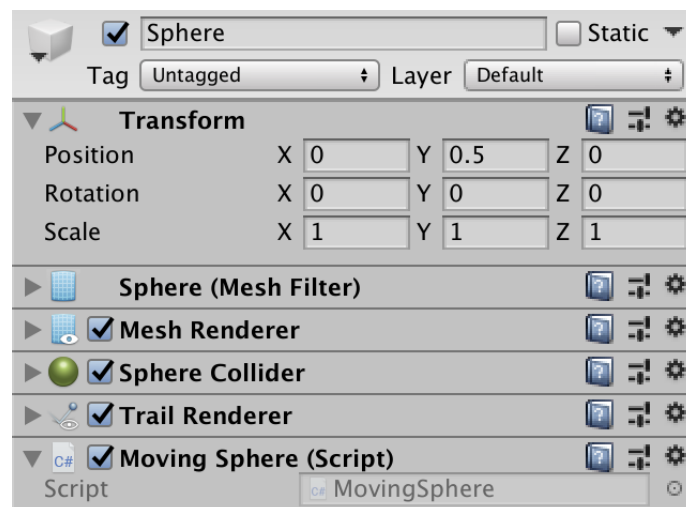 Sphere Static
Tag Untagged Layer Default
Transform
Position X 0 Y 0.5 Z 0
Rotation X 0 Y 0 Z 0
Scale X 1 Y 1 Z 1
Sphere (Mesh Filter)
Mesh Renderer
Sphere Collider
Trail Renderer
C# Moving Sphere (Script)
Script C# MovingSphere